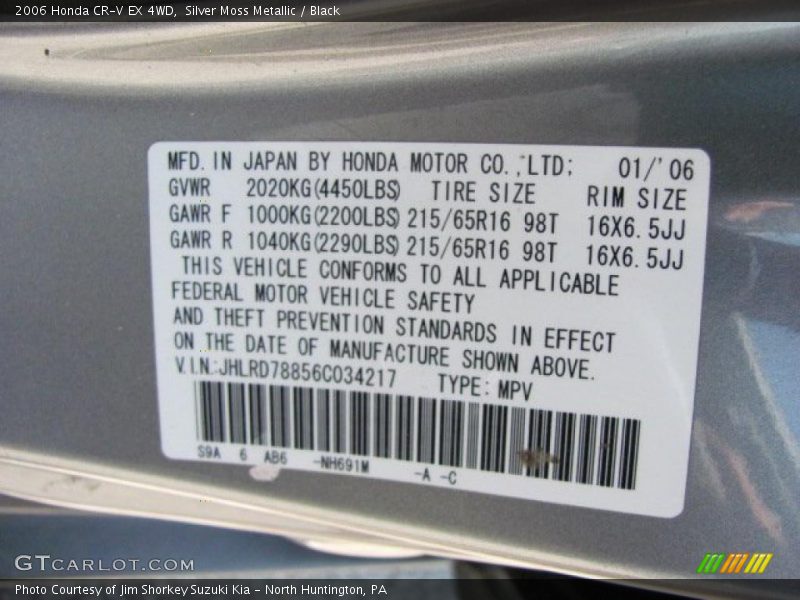 2006 Honda CR-V EX 4WD, Silver Moss Metallic / Black
MFD. IN JAPAN BY HONDA MOTOR CO.,LTD; 01/'06
GVWR 2020KG(4450LBS) TIRE SIZE RIM SIZE
GAWR F 1000KG(2200LBS) 215/65R16 98T 16X6.5JJ
GAWR R 1040KG(2290LBS) 215/65R16 98T 16X6.5JJ
THIS VEHICLE CONFORMS TO ALL APPLICABLE
FEDERAL MOTOR VEHICLE SAFETY
AND THEFT PREVENTION STANDARDS IN EFFECT
ON THE DATE OF MANUFACTURE SHOWN ABOVE.
V.I.N.:JHLRD78856C034217 TYPE: MPV
S9A 6 AB6 -NH691M -A -C
GTCARLOT.COM
Photo Courtesy of Jim Shorkey Suzuki Kia - North Huntington, PA